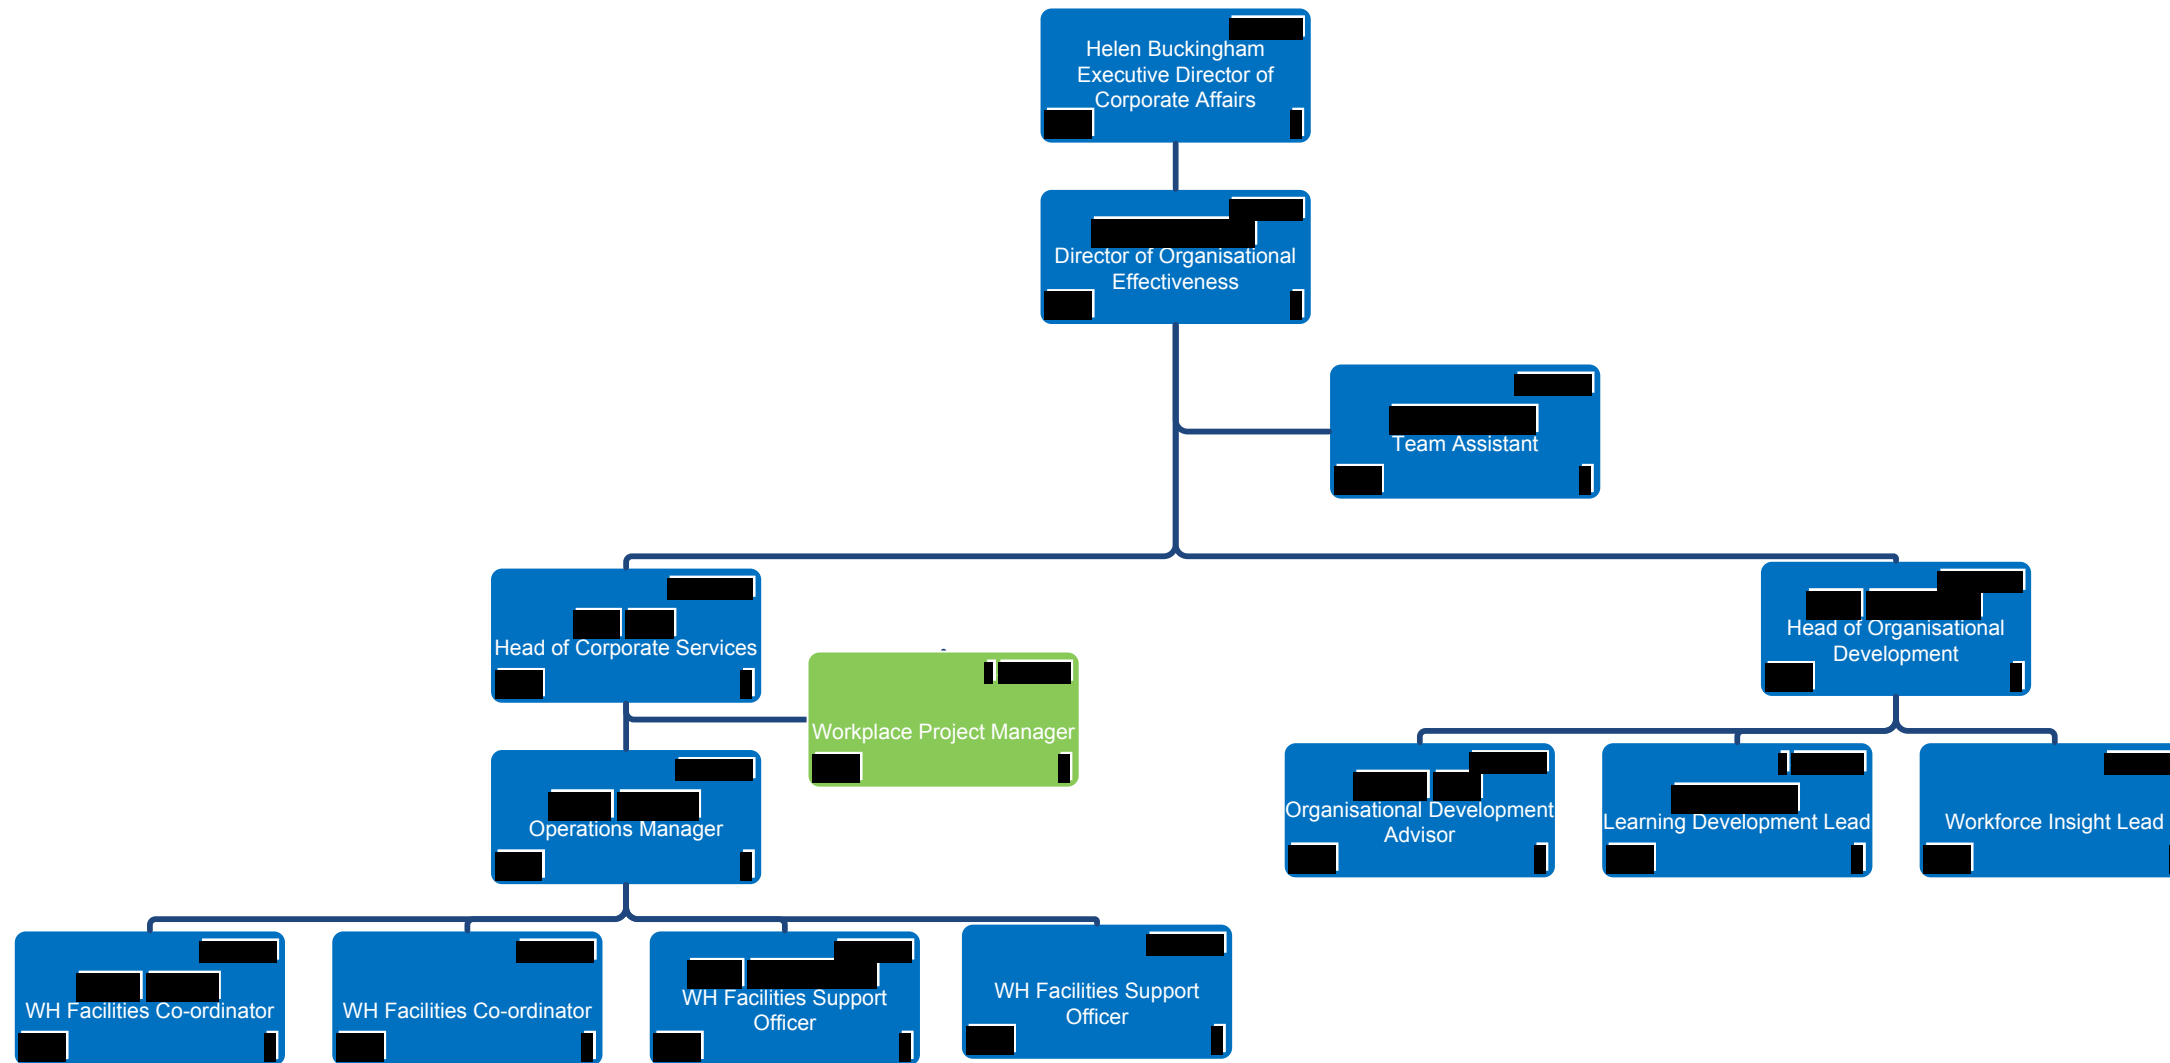 Helen Buckingham
Executive Director of
Corporate Affairs
Director of Organisational
Effectiveness
Team Assistant
Head of Corporate Services
Head of Organisational
Development
Workplace Project Manager
Operations Manager
Organisational Development
Advisor
Learning Development Lead
Workforce Insight Lead
WH Facilities Co-ordinator
WH Facilities Co-ordinator
WH Facilities Support
Officer
WH Facilities Support
Officer